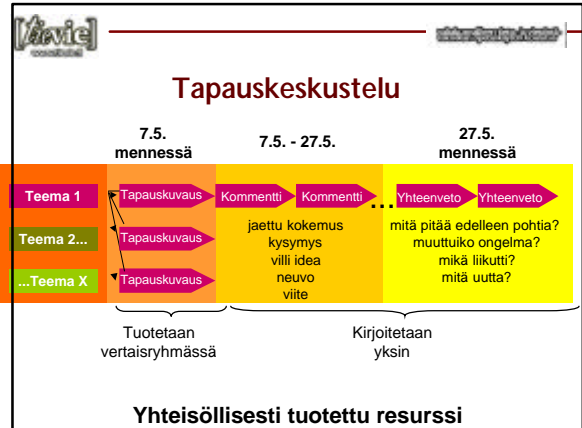 [tievie]
Tapauskeskustelu
7.5.
mennessä
7.5. - 27.5.
27.5.
mennessä
Teema 1
Tapauskuvaus
Kommentti
Kommentti
...
Yhteenveto
Yhteenveto
Teema 2...
Tapauskuvaus
...Teema X
Tapauskuvaus
jaettu kokemus
kysymys
villi idea
neuvo
viite
mitä pitää edelleen pohtia?
muuttuiko ongelma?
mikä liikutti?
mitä uutta?
Tuotetaan
vertaisryhmässä
Kirjoitetaan
yksin
Yhteisöllisesti tuotettu resurssi